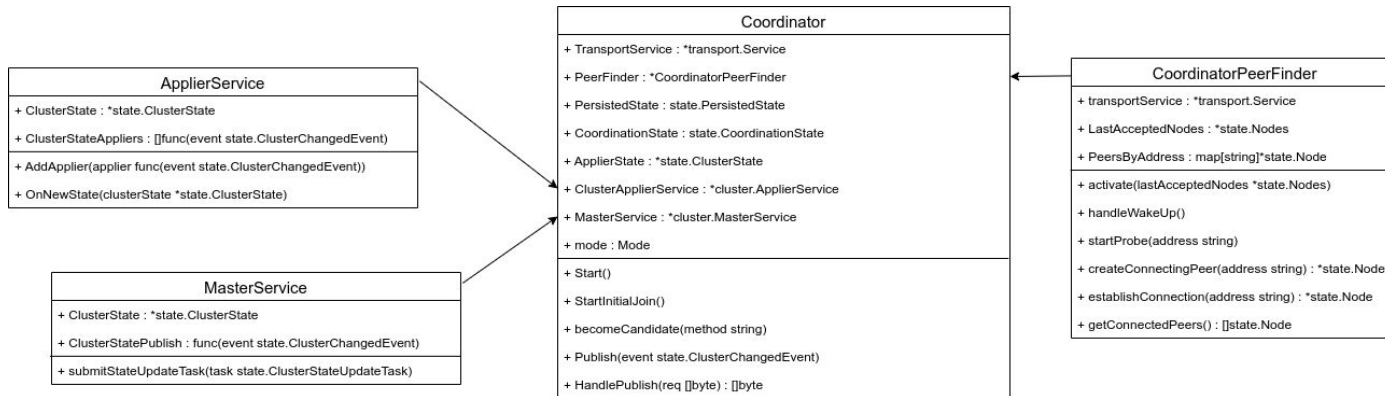 ApplierService
+ ClusterState : *state.ClusterState
+ ClusterStateAppliers : []func(event state.ClusterChangedEvent)
+ AddApplier(applier func(event state.ClusterChangedEvent))
+ OnNewState(clusterState *state.ClusterState)
MasterService
+ ClusterState : *state.ClusterState
+ ClusterStatePublish : func(event state.ClusterChangedEvent)
+ submitStateUpdateTask(task state.ClusterStateUpdateTask)
Coordinator
+ TransportService : *transport.Service
+ PeerFinder : *CoordinatorPeerFinder
+ PersistedState : state.PersistedState
+ CoordinationState : state.CoordinationState
+ ApplierState : *state.ClusterState
+ ClusterApplierService : *cluster.ApplierService
+ MasterService : *cluster.MasterService
+ mode : Mode
+ Start()
+ StartInitialJoin()
+ becomeCandidate(method string)
+ Publish(event state.ClusterChangedEvent)
+ HandlePublish(req []byte) : []byte
CoordinatorPeerFinder
+ transportService : *transport.Service
+ LastAcceptedNodes : *state.Nodes
+ PeersByAddress : map[string]*state.Node
+ activate(lastAcceptedNodes *state.Nodes)
+ handleWakeUp()
+ startProbe(address string)
+ createConnectingPeer(address string) : *state.Node
+ establishConnection(address string) : *state.Node
+ getConnectedPeers() : []state.Node